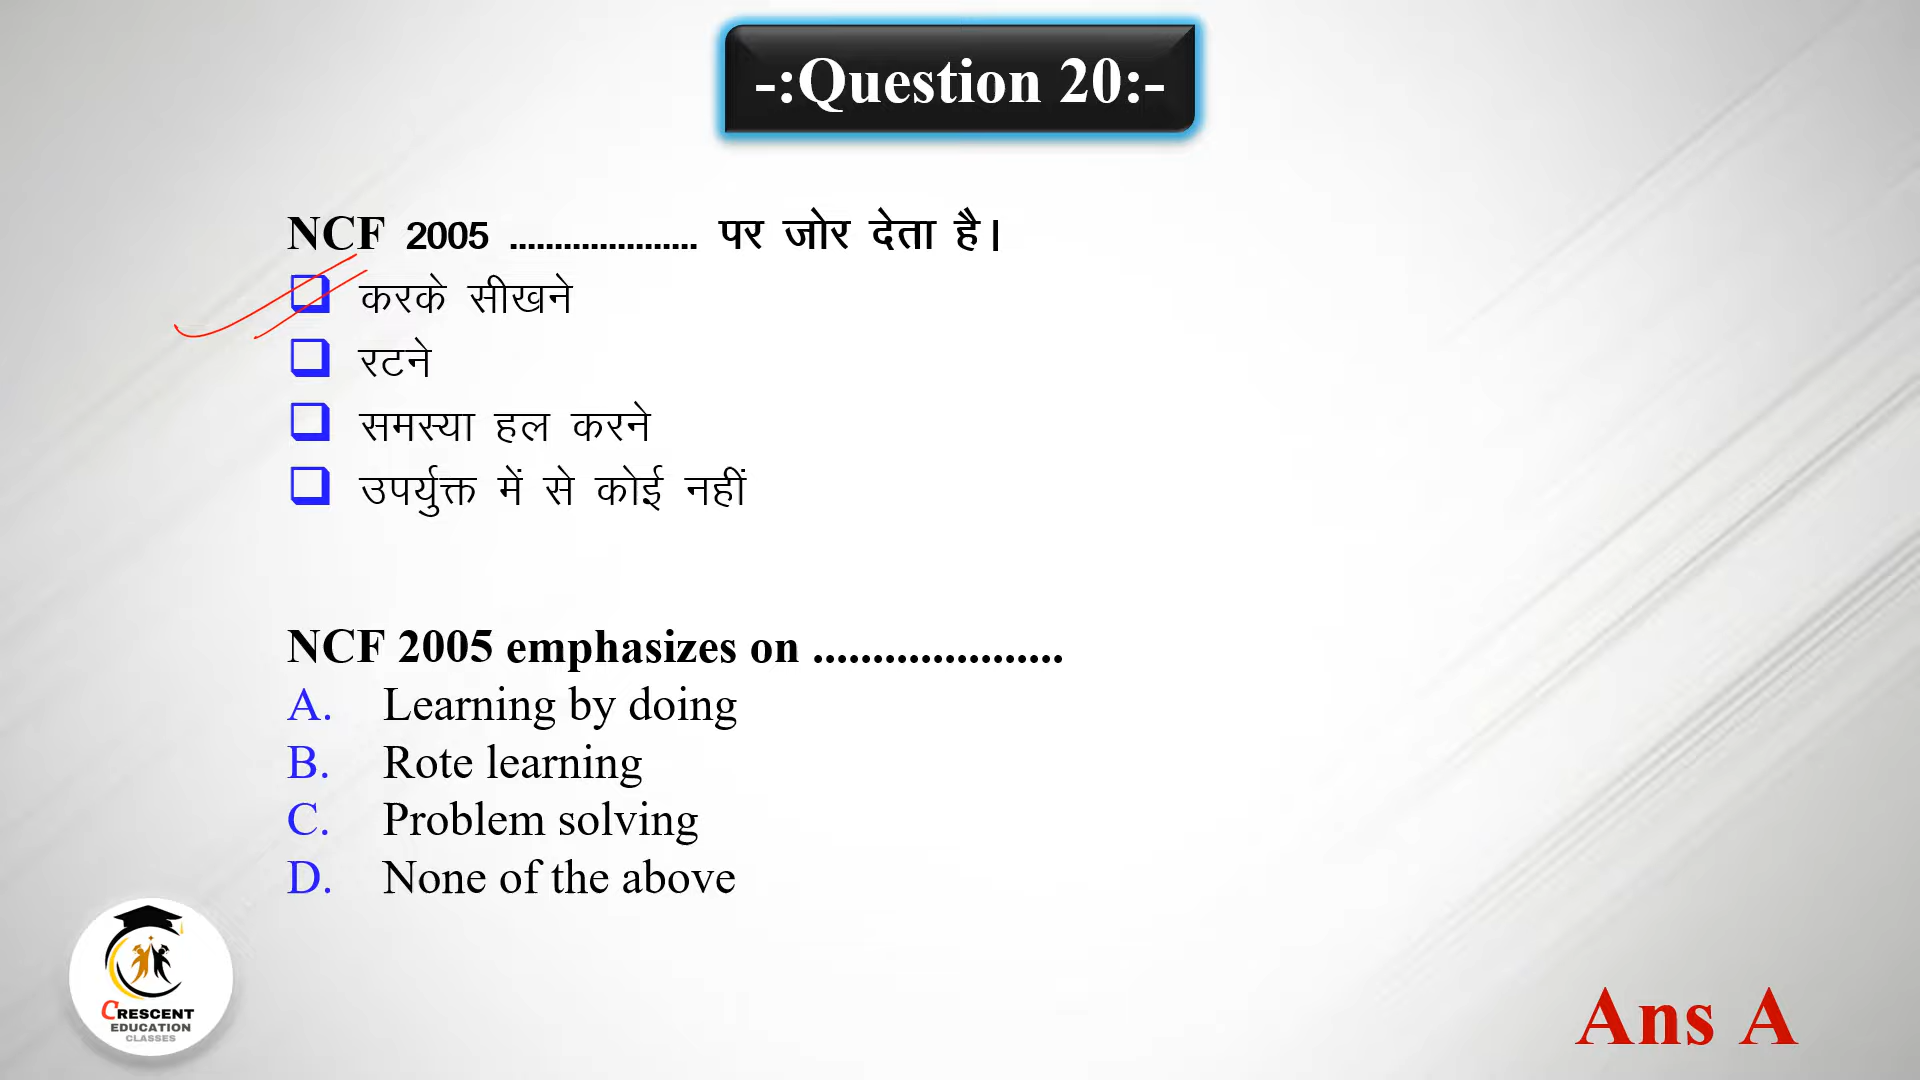 -:Question 20:-
NCF 2005 ..................... पर जोर देता है।
❑ करके सीखने
❑ रटने
❑ समस्या हल करने
❑ उपर्युक्त में से कोई नहीं
NCF 2005 emphasizes on .....................
A. Learning by doing
B. Rote learning
C. Problem solving
D. None of the above
CRESCENT
EDUCATION
CLASSES
Ans A